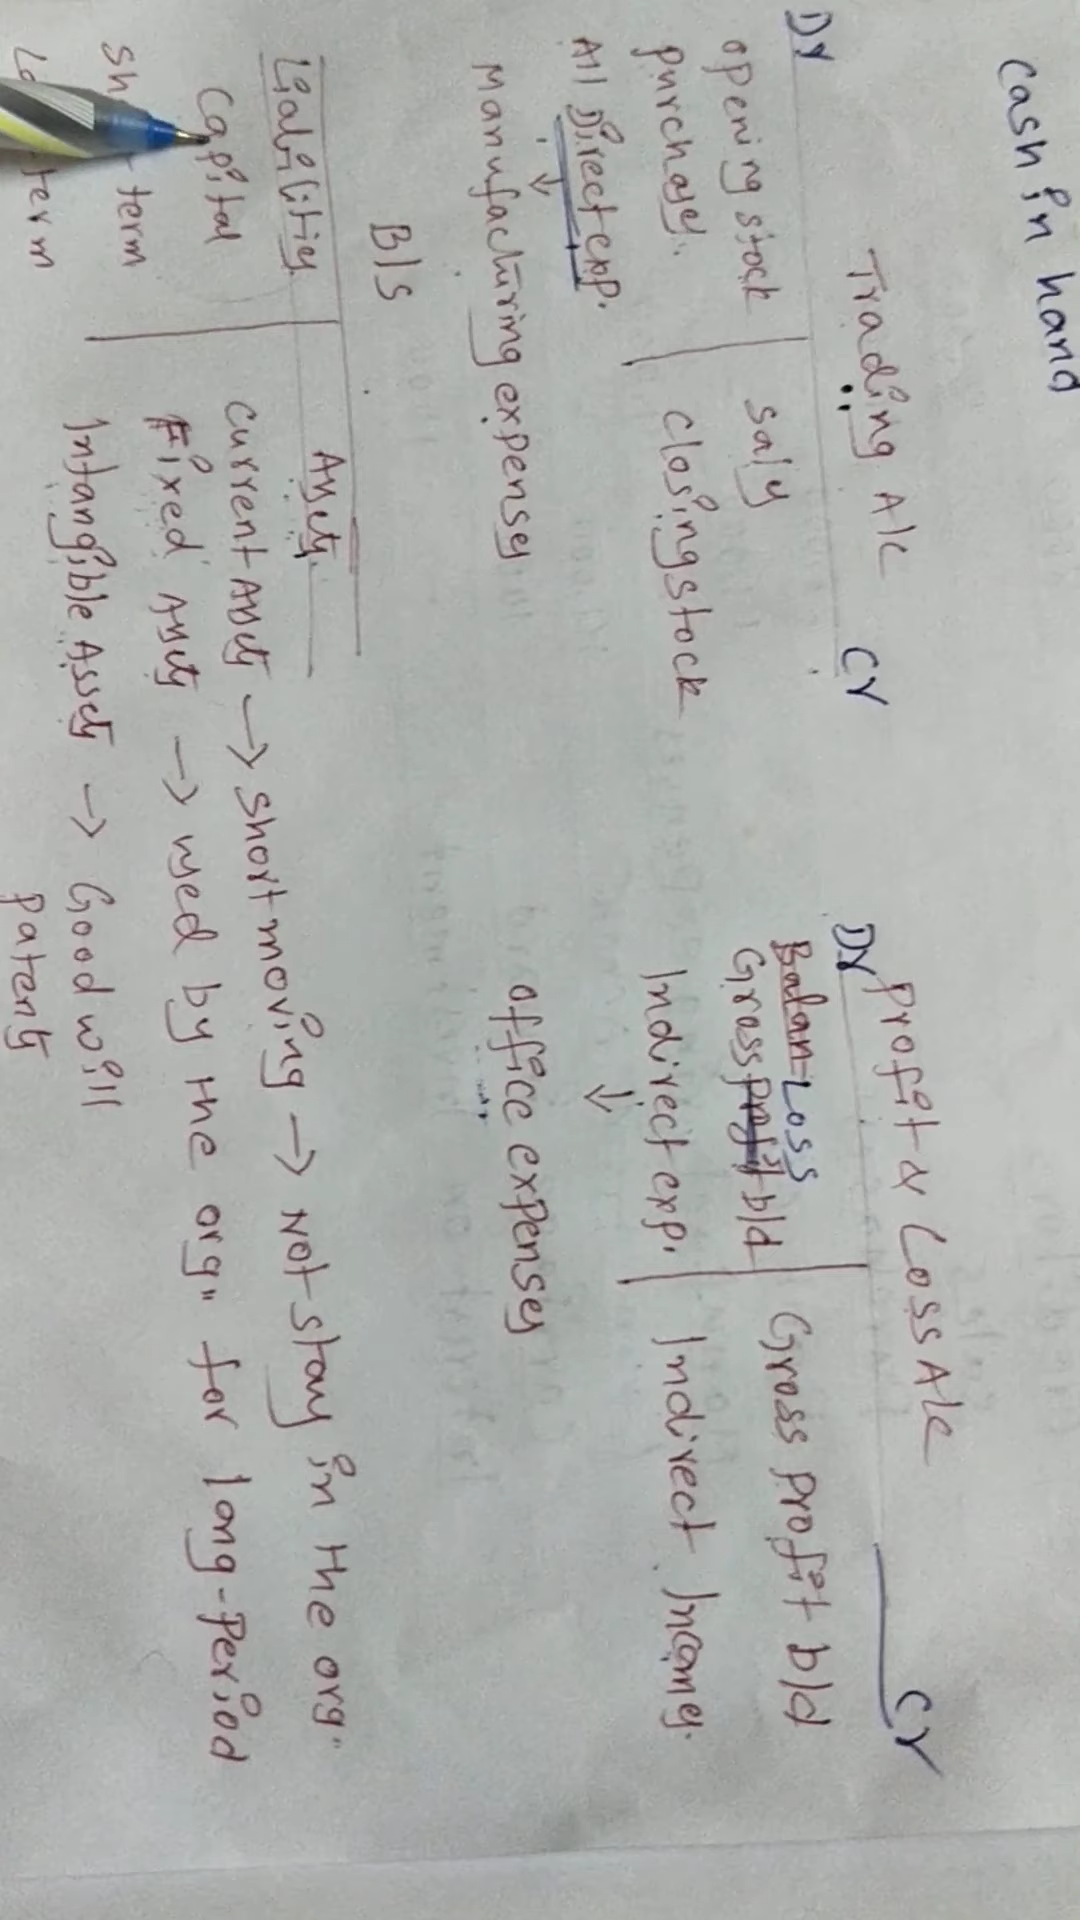 Cash in hand
Trading A/c
Dr Cr
opening stock Saly
purchases. closing stock
All Direct exp.
Manufacturing expenses
Profit & Loss A/c
Dr Cr
Loss
Gross b/d Gross profit b/d
Indirect exp. Indirect Incomes.
office expenses
B/s
Liabilities Assets.
Capital Current Assets → short moving → Not stay in the org"
term Fixed Assets → used by the org" for long-period
term Intangible Assets → Good will
patents